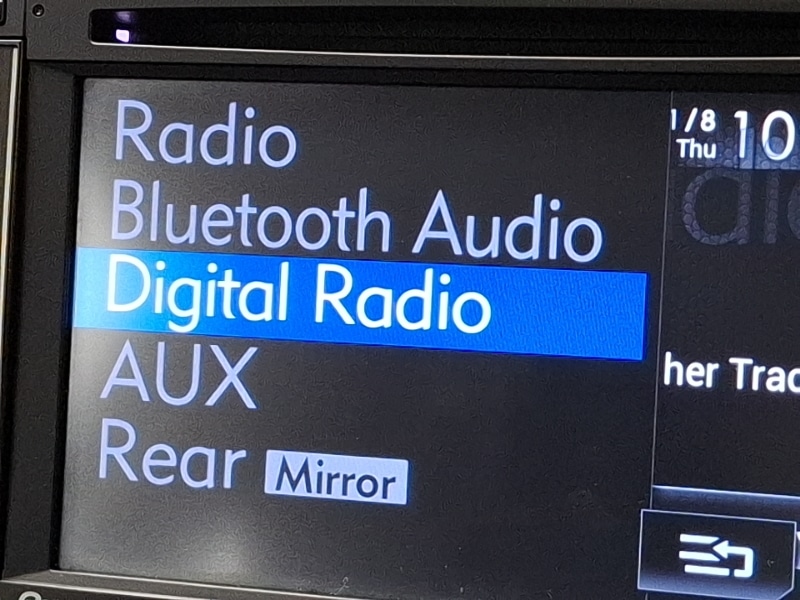 Radio
Bluetooth Audio
Digital Radio
AUX
Rear Mirror
1/8
Thu
10
her Trac